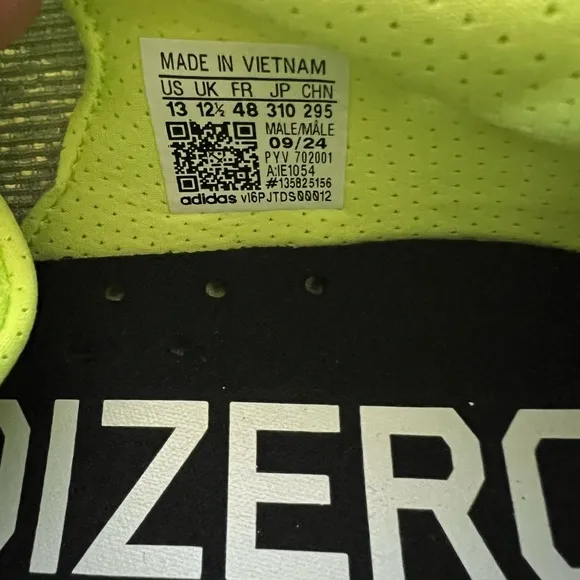 MADE IN VIETNAM
US UK FR JP CHN
13 12½ 48 310 295
MALE/MÂLE
09/24
PYV 702001
A:IE1054
#135825156
adidas vI6PJTDS00012
DIZERO